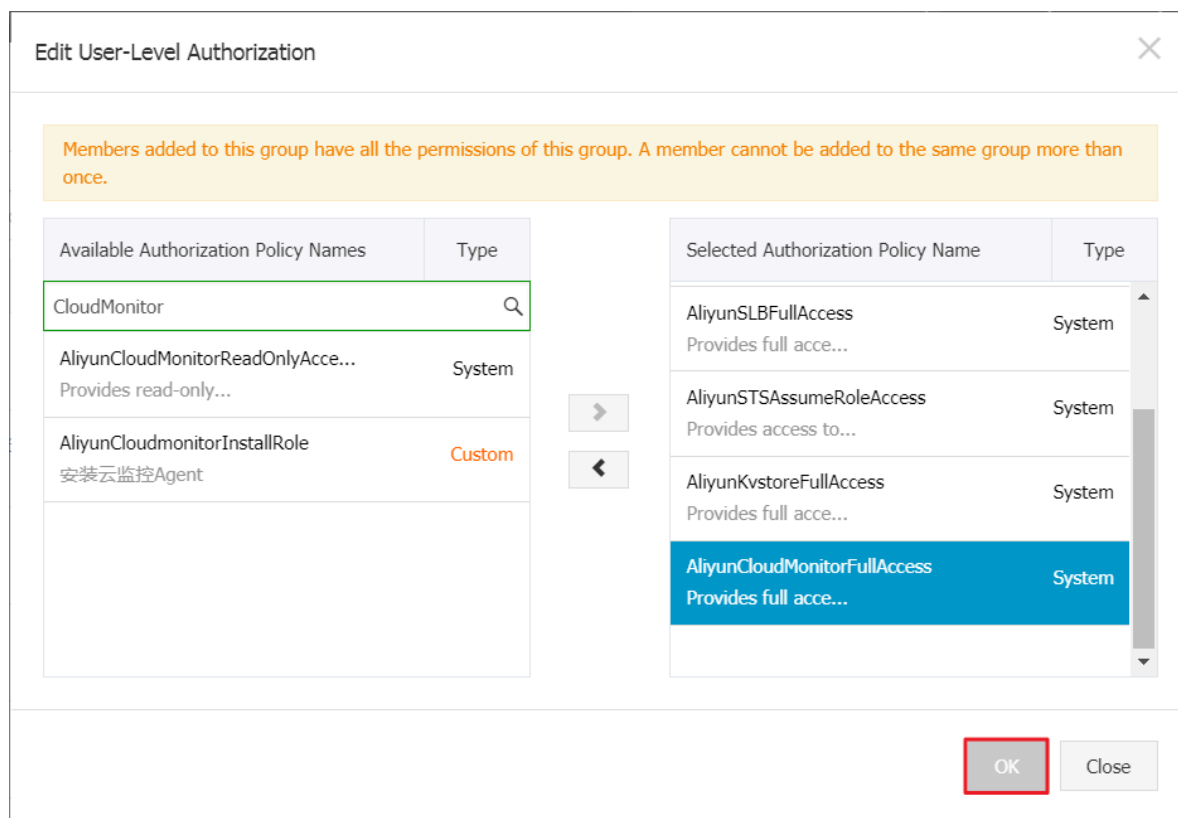 Edit User-Level Authorization
Members added to this group have all the permissions of this group. A member cannot be added to the same group more than
once.
Available Authorization Policy Names
Type
CloudMonitor
AliyunCloudMonitorReadOnlyAcce...
System
Provides read-only...
AliyunCloudmonitorInstallRole
Custom
安装云监控Agent
Selected Authorization Policy Name
Type
AliyunSLBFullAccess
System
Provides full acce...
AliyunSTSAssumeRoleAccess
System
Provides access to...
AliyunKvstoreFullAccess
System
Provides full acce...
AliyunCloudMonitorFullAccess
System
Provides full acce...
OK
Close